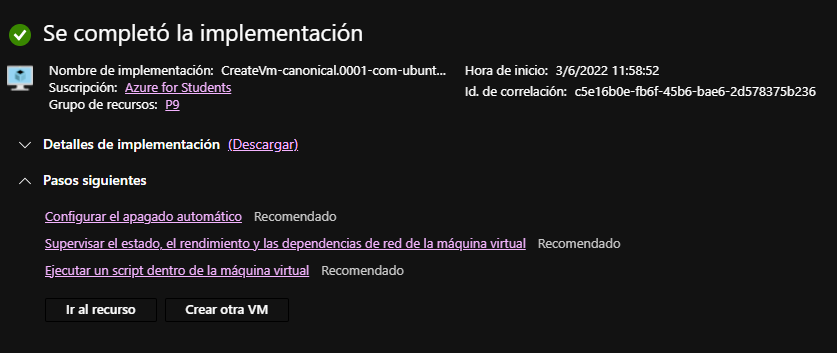 Se completó la implementación
Nombre de implementación: CreateVm-canonical.0001-com-ubunt...
Suscripción: Azure for Students
Grupo de recursos: P9
Hora de inicio: 3/6/2022 11:58:52
Id. de correlación: c5e16b0e-fb6f-45b6-bae6-2d578375b236
Detalles de implementación (Descargar)
Pasos siguientes
Configurar el apagado automático Recomendado
Supervisar el estado, el rendimiento y las dependencias de red de la máquina virtual Recomendado
Ejecutar un script dentro de la máquina virtual Recomendado
Ir al recurso Crear otra VM